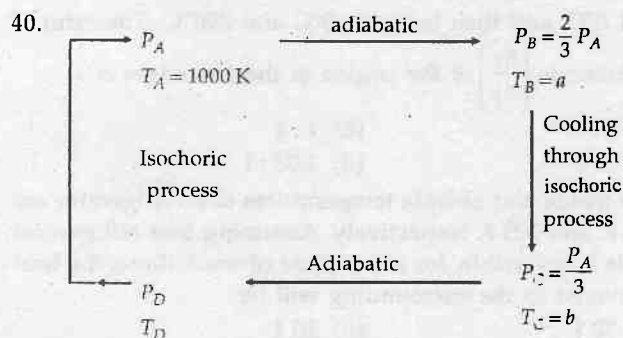 40.
P_A adiabatic P_B = 2/3 P_A
T_A = 1000 K T_B = a
Isochoric
process
Cooling
through
isochoric
process
Adiabatic
P_C = P_A/3
P_D T_C = b
T_D